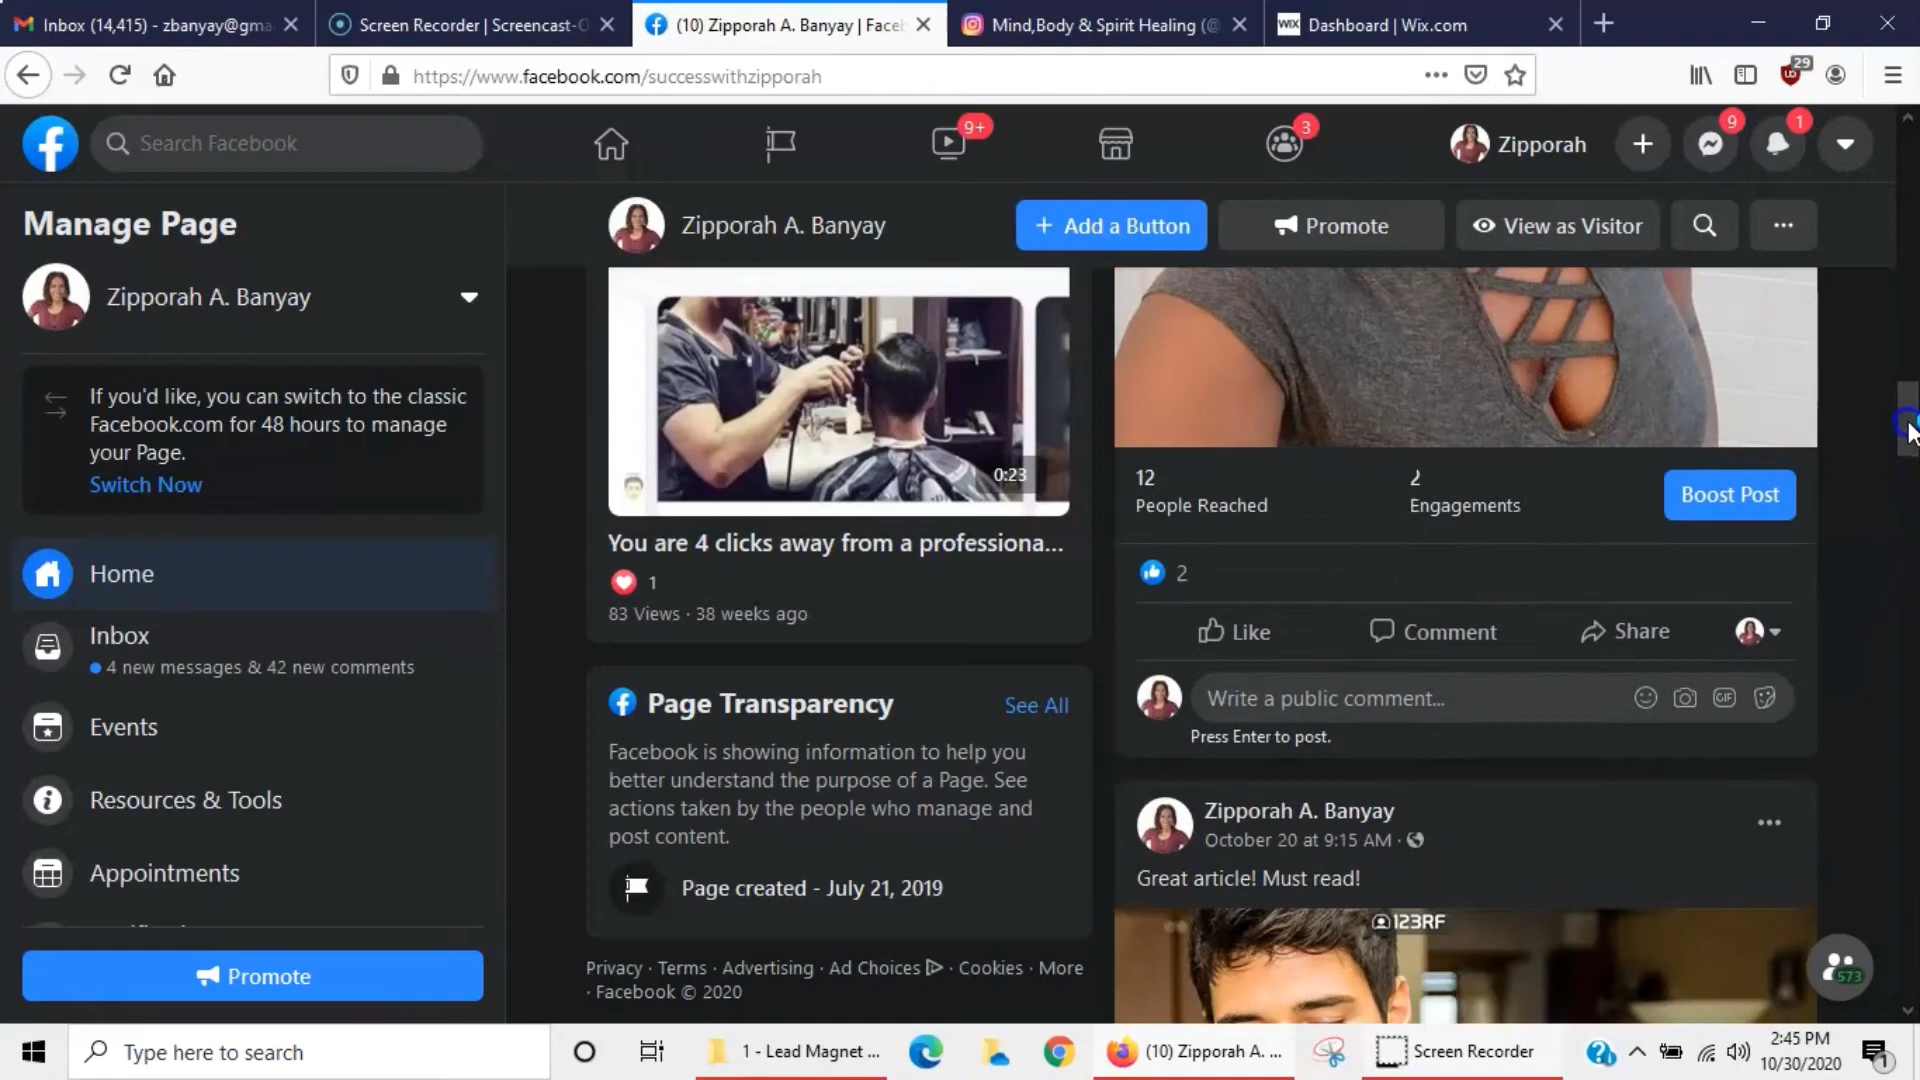 Inbox (14,415) - zbanyay@gma
Screen Recorder | Screencast-O
(10) Zipporah A. Banyay | Faceb
Mind,Body & Spirit Healing (@
WIX Dashboard | Wix.com
https://www.facebook.com/successwithzipporah
29
Search Facebook
9+
3
Zipporah
9
1
Manage Page
Zipporah A. Banyay
If you'd like, you can switch to the classic
Facebook.com for 48 hours to manage
your Page.
Switch Now
Home
Inbox
4 new messages & 42 new comments
Events
Resources & Tools
Appointments
Promote
Zipporah A. Banyay
+ Add a Button
Promote
View as Visitor
0:23
You are 4 clicks away from a professiona...
1
83 Views · 38 weeks ago
Page Transparency
See All
Facebook is showing information to help you
better understand the purpose of a Page. See
actions taken by the people who manage and
post content.
Page created - July 21, 2019
Privacy · Terms · Advertising · Ad Choices · Cookies · More
· Facebook © 2020
12
People Reached
2
Engagements
Boost Post
2
Like
Comment
Share
Write a public comment...
GIF
Press Enter to post.
Zipporah A. Banyay
October 20 at 9:15 AM ·
Great article! Must read!
123RF
573
Type here to search
1 - Lead Magnet ...
(10) Zipporah A. ...
Screen Recorder
2:45 PM
10/30/2020
1